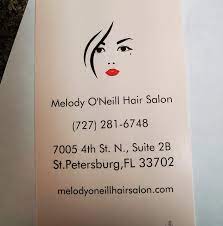 Melody O'Neill Hair Salon
(727) 281-6748
7005 4th St. N., Suite 2B
St.Petersburg,FL 33702
melodyoneillhairsalon.com